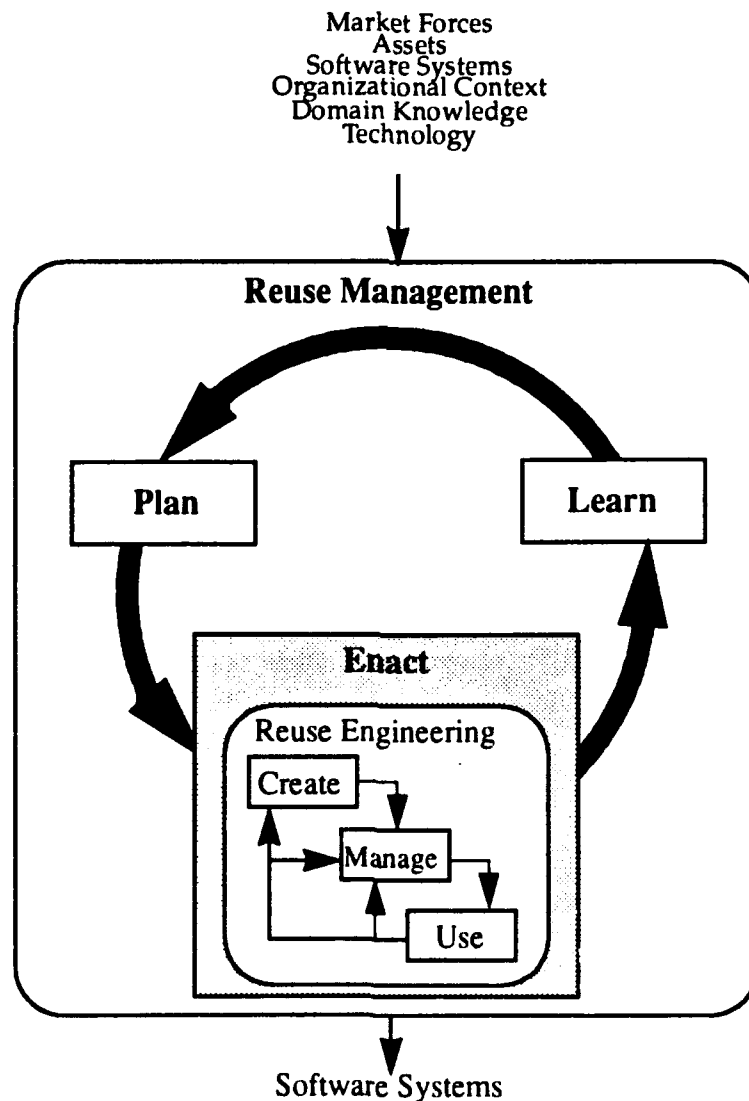 Market Forces
Assets
Software Systems
Organizational Context
Domain Knowledge
Technology
Reuse Management
Plan
Learn
Enact
Reuse Engineering
Create
Manage
Use
Software Systems